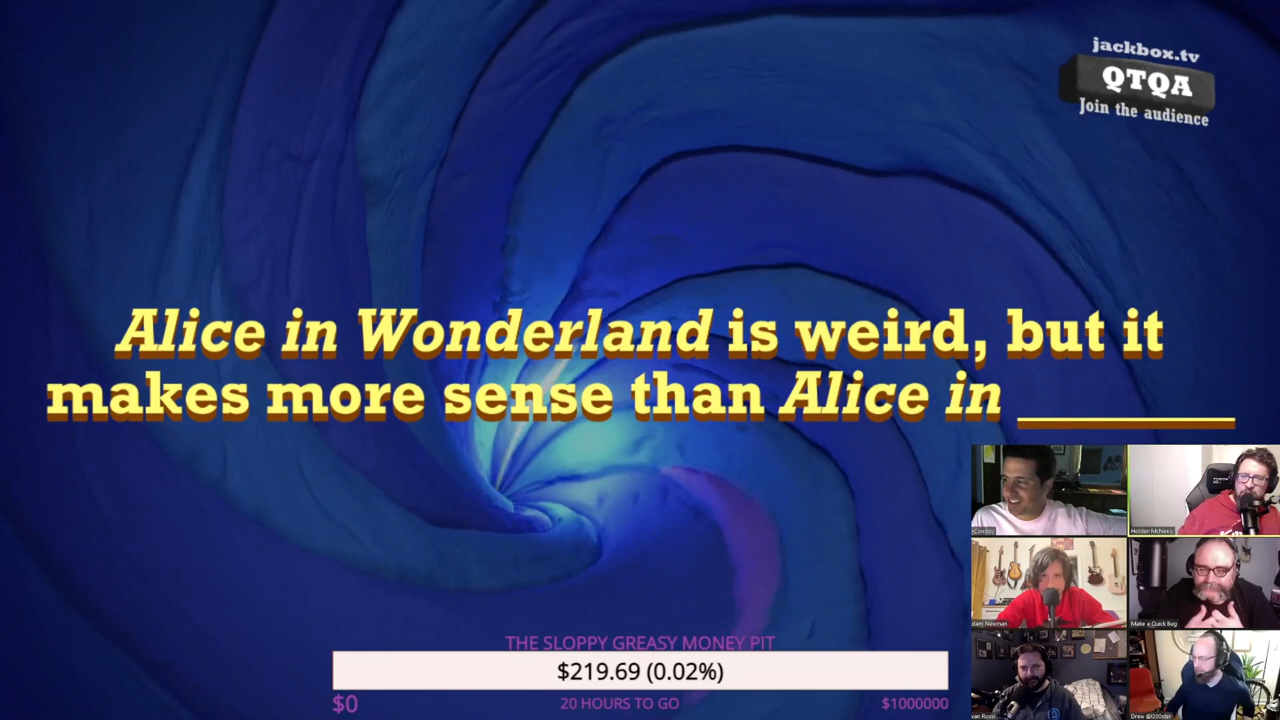 jackbox.tv
QTQA
Join the audience
Alice in Wonderland is weird, but it
makes more sense than Alice in ________
Holden McNeely
Make a Quick Bug
THE SLOPPY GREASY MONEY PIT
$219.69 (0.02%)
$0
20 HOURS TO GO
$1000000